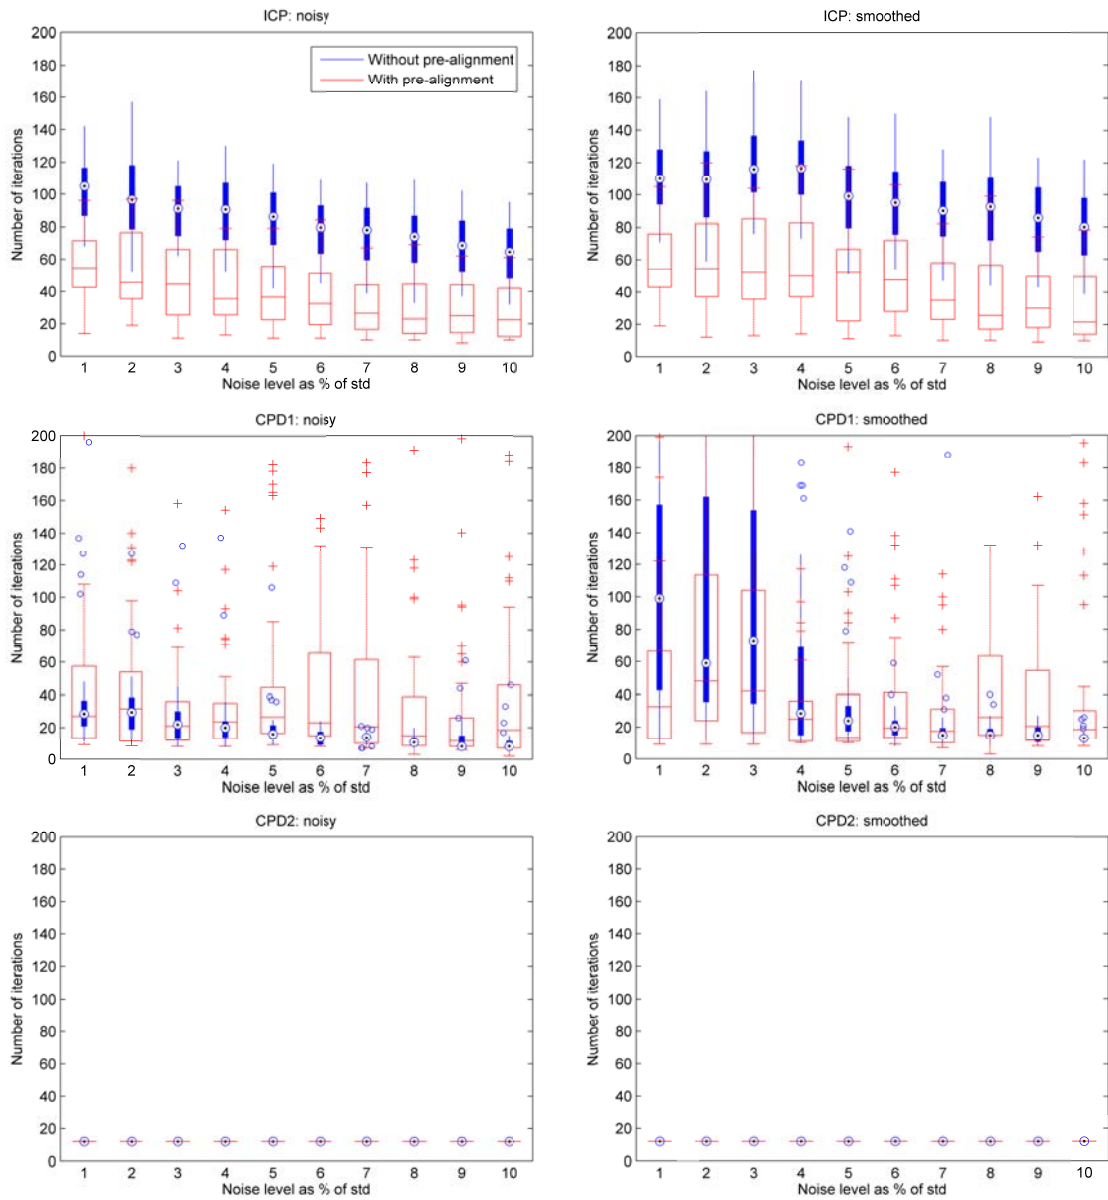 ICP: noisy
200
180
160
140
120
100
80
60
40
20
0
Number of iterations
Without pre-alignment
With pre-alignment
1 2 3 4 5 6 7 8 9 10
Noise level as % of std
ICP: smoothed
200
180
160
140
120
100
80
60
40
20
0
Number of iterations
1 2 3 4 5 6 7 8 9 10
Noise level as % of std
CPD1: noisy
200
180
160
140
120
100
80
60
40
20
0
Number of iterations
1 2 3 4 5 6 7 8 9 10
Noise level as % of std
CPD1: smoothed
200
180
160
140
120
100
80
60
40
20
0
Number of iterations
1 2 3 4 5 6 7 8 9 10
Noise level as % of std
CPD2: noisy
200
180
160
140
120
100
80
60
40
20
0
Number of iterations
1 2 3 4 5 6 7 8 9 10
Noise level as % of std
CPD2: smoothed
200
180
160
140
120
100
80
60
40
20
0
Number of iterations
1 2 3 4 5 6 7 8 9 10
Noise level as % of std